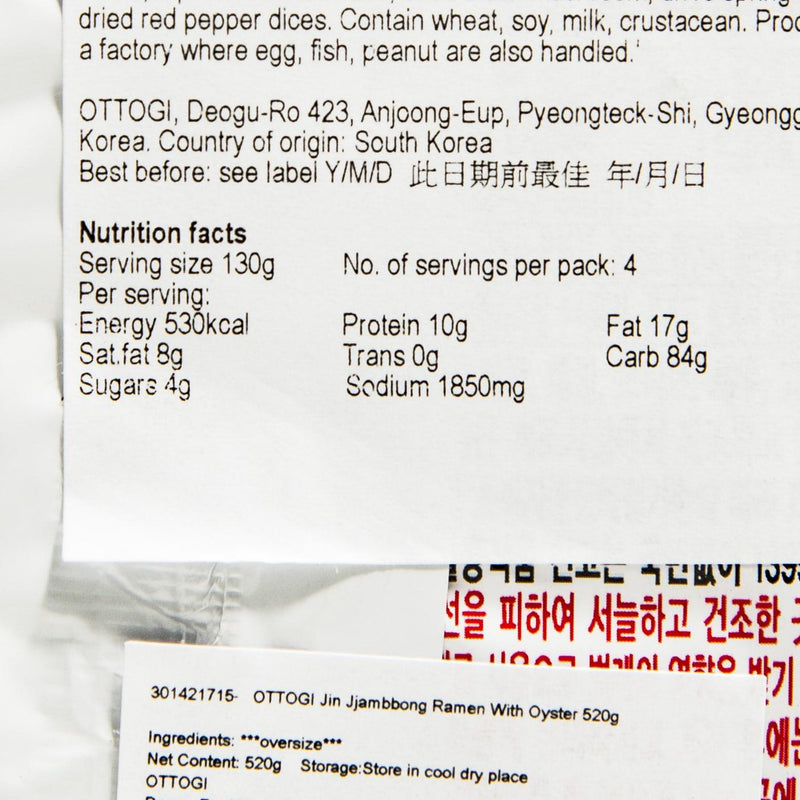 dried red pepper dices. Contain wheat, soy, milk, crustacean.
a factory where egg, fish, peanut are also handled.'
OTTOGI, Deogu-Ro 423, Anjoong-Eup, Pyeongteck-Shi,
Korea. Country of origin: South Korea
Best before: see label Y/M/D 此日期前最佳 年/月/日
Nutrition facts
Serving size 130g No. of servings per pack: 4
Per serving:
Energy 530kcal Protein 10g Fat 17g
Sat.fat 8g Trans 0g Carb 84g
Sugars 4g Sodium 1850mg
피하여 서늘하고 건조한
301421715- OTTOGI Jin Jjambbong Ramen With Oyster 520g
Ingredients: ***oversize***
Net Content: 520g Storage:Store in cool dry place
OTTOGI